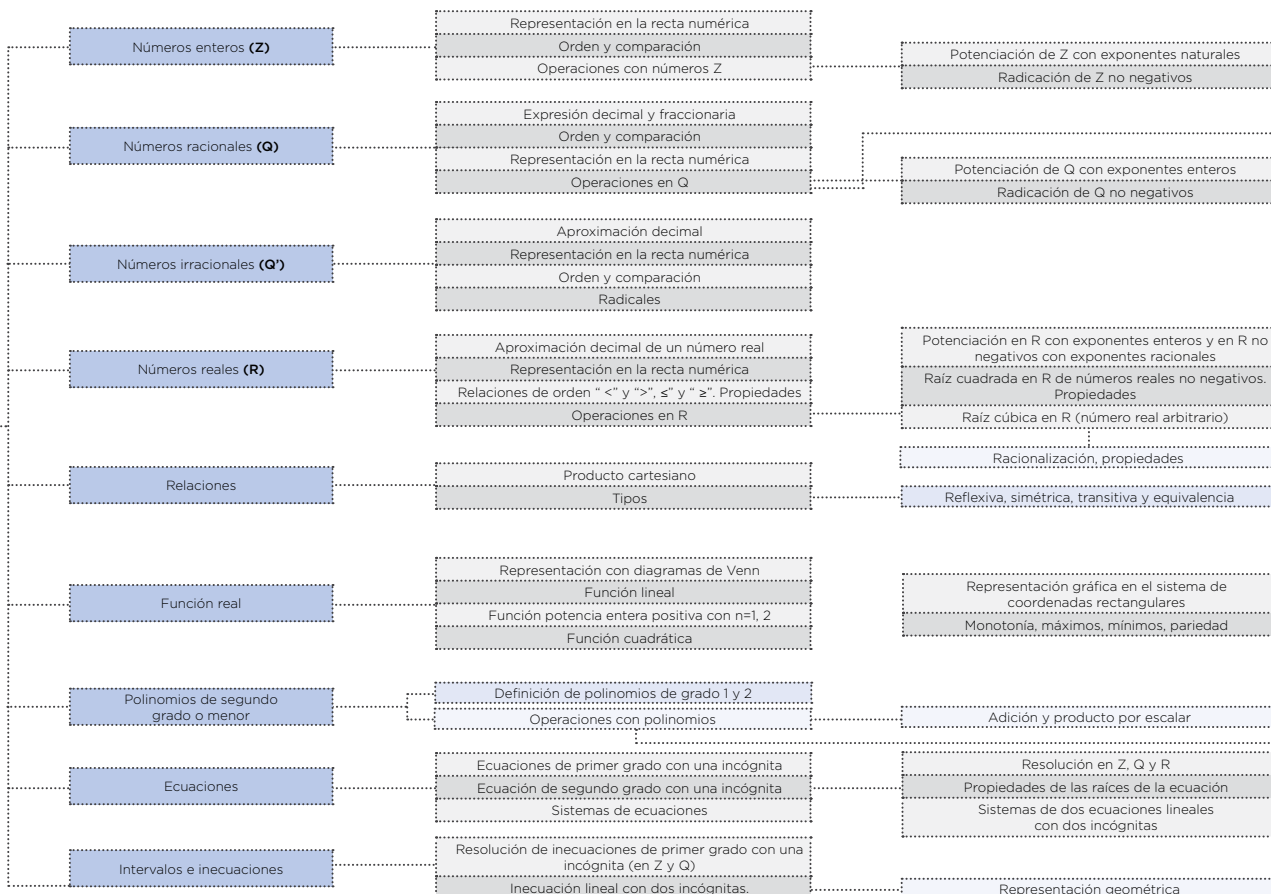 Números enteros (Z)
Representación en la recta numérica
Orden y comparación
Operaciones con números Z
Potenciación de Z con exponentes naturales
Radicación de Z no negativos
Números racionales (Q)
Expresión decimal y fraccionaria
Orden y comparación
Representación en la recta numérica
Operaciones en Q
Potenciación de Q con exponentes enteros
Radicación de Q no negativos
Números irracionales (Q’)
Aproximación decimal
Representación en la recta numérica
Orden y comparación
Radicales
Números reales (R)
Aproximación decimal de un número real
Representación en la recta numérica
Relaciones de orden “ <” y “>”, ≤” y “ ≥”. Propiedades
Operaciones en R
Potenciación en R con exponentes enteros y en R no
negativos con exponentes racionales
Raíz cuadrada en R de números reales no negativos.
Propiedades
Raíz cúbica en R (número real arbitrario)
Racionalización, propiedades
Relaciones
Producto cartesiano
Tipos
Reflexiva, simétrica, transitiva y equivalencia
Función real
Representación con diagramas de Venn
Función lineal
Función potencia entera positiva con n=1, 2
Función cuadrática
Representación gráfica en el sistema de
coordenadas rectangulares
Monotonía, máximos, mínimos, pariedad
Polinomios de segundo
grado o menor
Definición de polinomios de grado 1 y 2
Operaciones con polinomios
Adición y producto por escalar
Ecuaciones
Ecuaciones de primer grado con una incógnita
Ecuación de segundo grado con una incógnita
Sistemas de ecuaciones
Resolución en Z, Q y R
Propiedades de las raíces de la ecuación
Sistemas de dos ecuaciones lineales
con dos incógnitas
Intervalos e inecuaciones
Resolución de inecuaciones de primer grado con una
incógnita (en Z y Q)
Inecuación lineal con dos incógnitas.
Representación geométrica